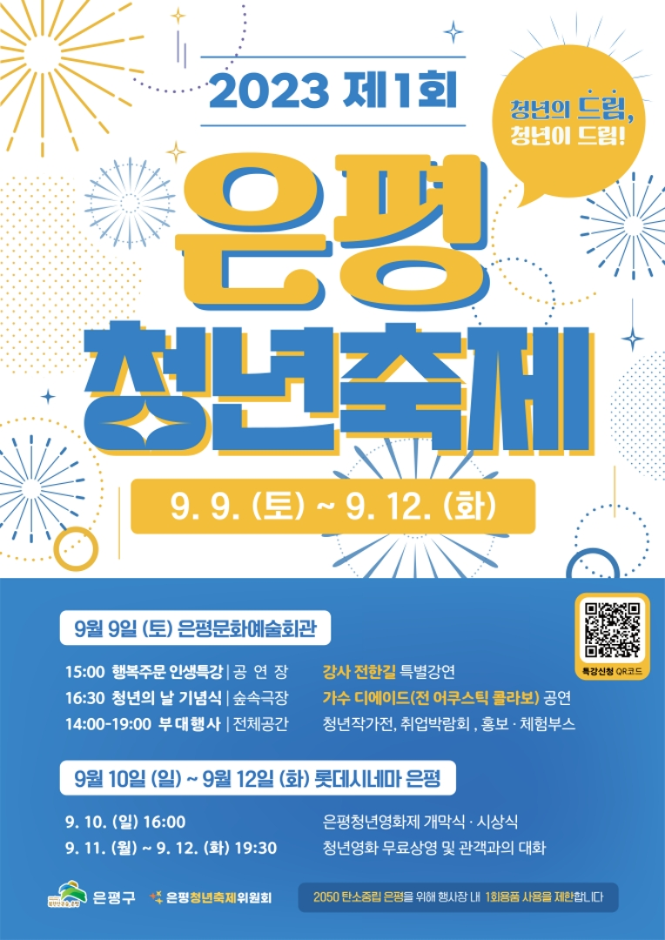 2023 제1회
청년의 드림,
청년이 드림!
은평
청년축제
9. 9. (토) ~ 9. 12. (화)
9월 9일 (토) 은평문화예술회관
특강신청 QR코드
15:00 행복주문 인생특강 | 공 연 장 강사 전한길 특별강연
16:30 청년의 날 기념식 | 숲속극장 가수 디에이드(전 어쿠스틱 콜라보) 공연
14:00-19:00 부대행사 | 전체공간 청년작가전, 취업박람회 , 홍보 · 체험부스
9월 10일 (일) ~ 9월 12일 (화) 롯데시네마 은평
9. 10. (일) 16:00 은평청년영화제 개막식 · 시상식
9. 11. (월) ~ 9. 12. (화) 19:30 청년영화 무료상영 및 관객과의 대화
은평구 은평청년축제위원회 2050 탄소중립 은평을 위해 행사장 내 1회용품 사용을 제한합니다